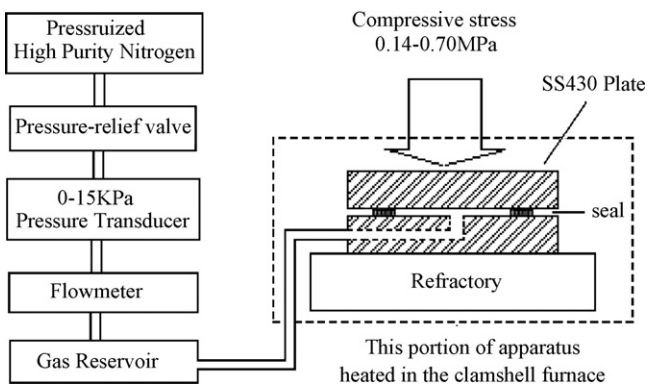 Pressruized
High Purity Nitrogen
Pressure-relief valve
0-15KPa
Pressure Transducer
Flowmeter
Gas Reservoir
Compressive stress
0.14-0.70MPa
SS430 Plate
seal
Refractory
This portion of apparatus
heated in the clamshell furnace